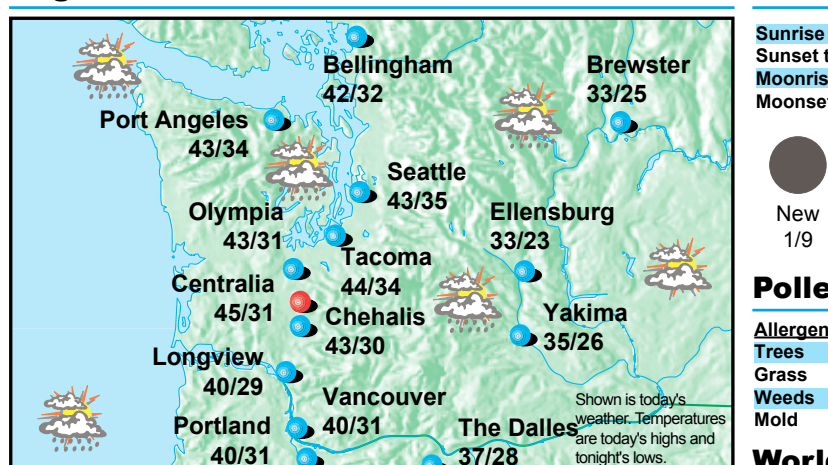 Bellingham
42/32
Brewster
33/25
Port Angeles
43/34
Seattle
43/35
Olympia
43/31
Ellensburg
33/23
Tacoma
44/34
Centralia
45/31
Chehalis
43/30
Yakima
35/26
Longview
40/29
Vancouver
40/31
Portland
40/31
The Dalles
37/28
Shown is today's
weather. Temperatures
are today's highs and
tonight's lows.
Sunrise
Sunset t
Moonris
Moonset
New
1/9
Polle
Allergen
Trees
Grass
Weeds
Mold
World